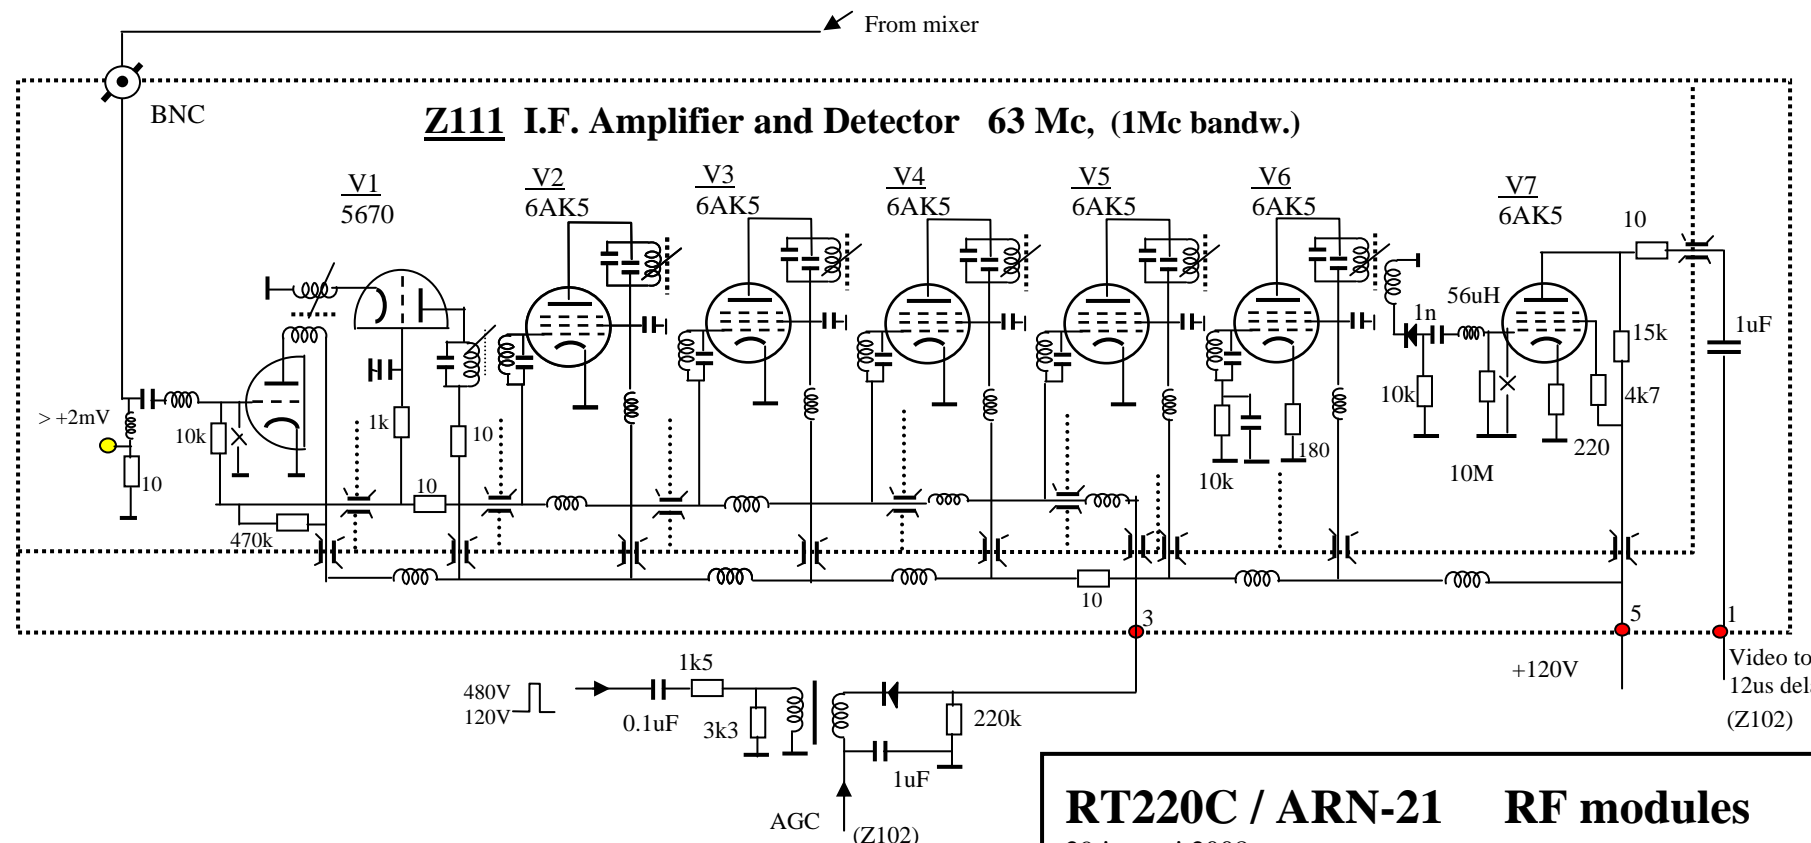 From mixer
BNC
Z111 I.F. Amplifier and Detector 63 Mc, (1Mc bandw.)
V1
5670
V2
6AK5
V3
6AK5
V4
6AK5
V5
6AK5
V6
6AK5
V7
6AK5
10
56uH
1n
15k
1uF
> +2mV
10k
1k
10
10k
4k7
10
180
220
10k
10M
10
470k
10
3
5
1
+120V
Video to
12us del
(Z102)
480V
120V
1k5
0.1uF
3k3
220k
1uF
AGC
(Z102)
RT220C / ARN-21 RF modules